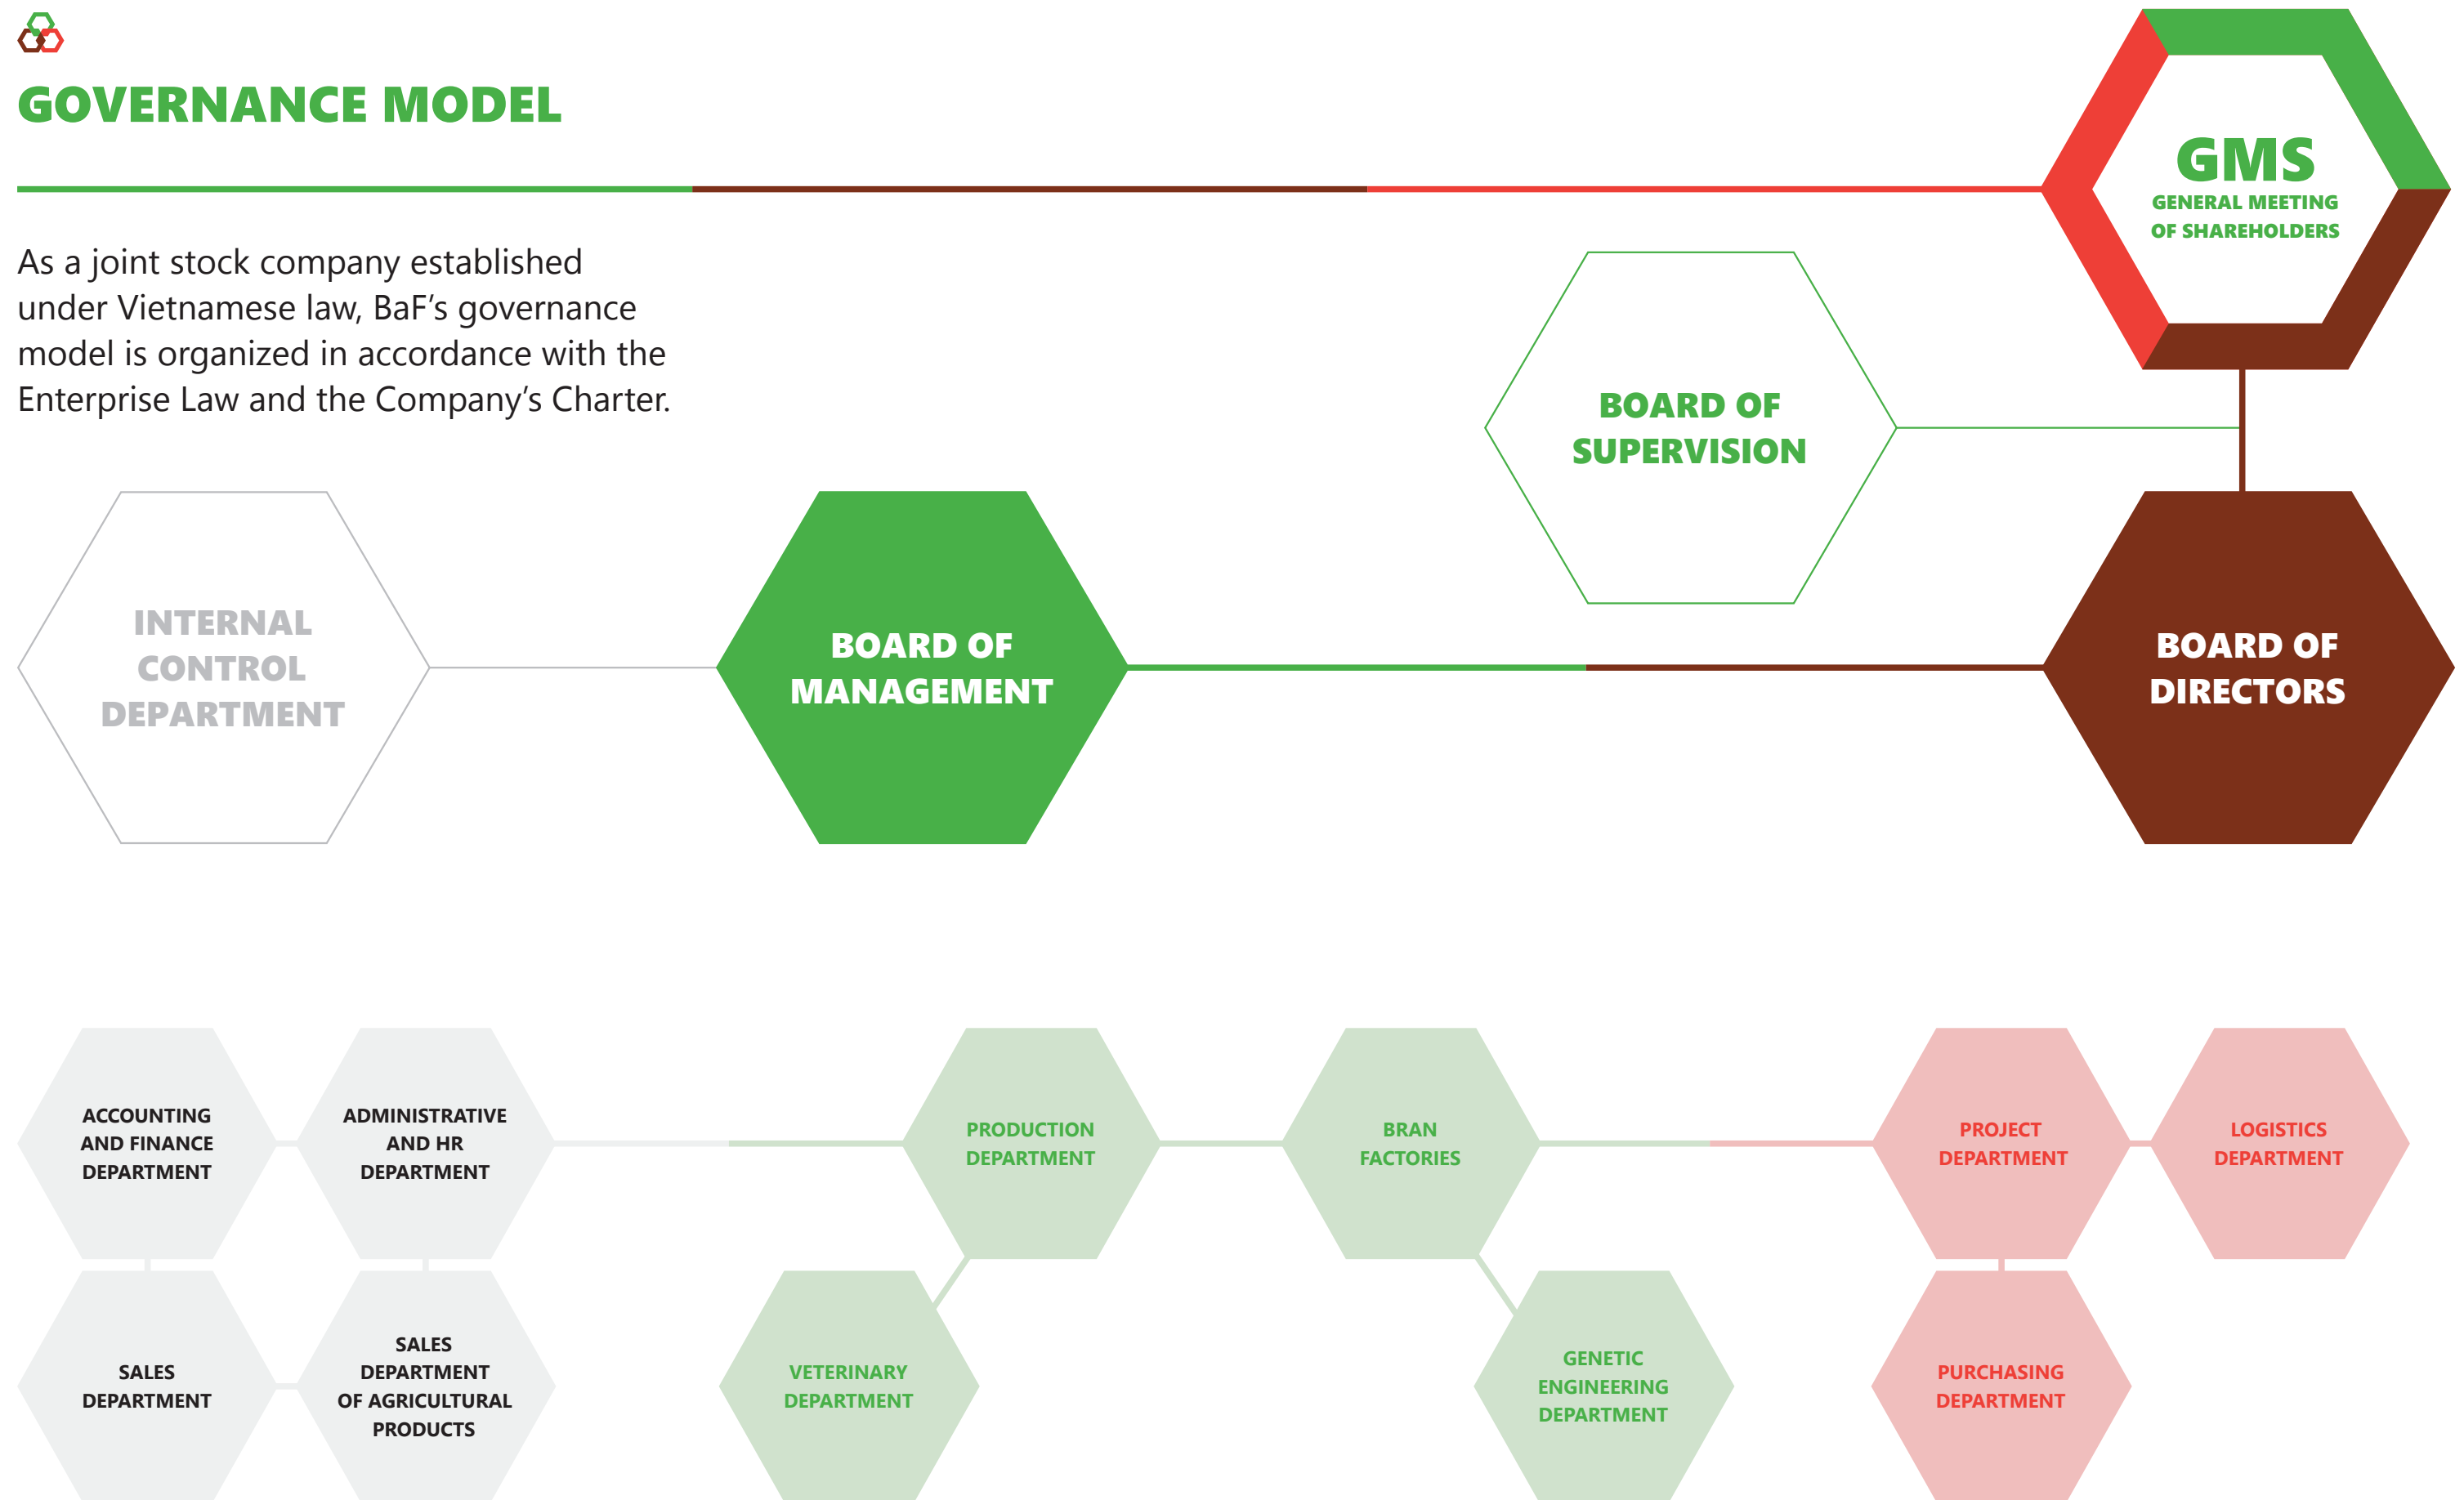 GOVERNANCE MODEL
GMS
GENERAL MEETING
OF SHAREHOLDERS
As a joint stock company established
under Vietnamese law, BaF’s governance
model is organized in accordance with the
Enterprise Law and the Company’s Charter.
BOARD OF
SUPERVISION
INTERNAL
CONTROL
DEPARTMENT
BOARD OF
MANAGEMENT
BOARD OF
DIRECTORS
ACCOUNTING
AND FINANCE
DEPARTMENT
ADMINISTRATIVE
AND HR
DEPARTMENT
PRODUCTION
DEPARTMENT
BRAN
FACTORIES
PROJECT
DEPARTMENT
LOGISTICS
DEPARTMENT
SALES
DEPARTMENT
SALES
DEPARTMENT
OF AGRICULTURAL
PRODUCTS
VETERINARY
DEPARTMENT
GENETIC
ENGINEERING
DEPARTMENT
PURCHASING
DEPARTMENT